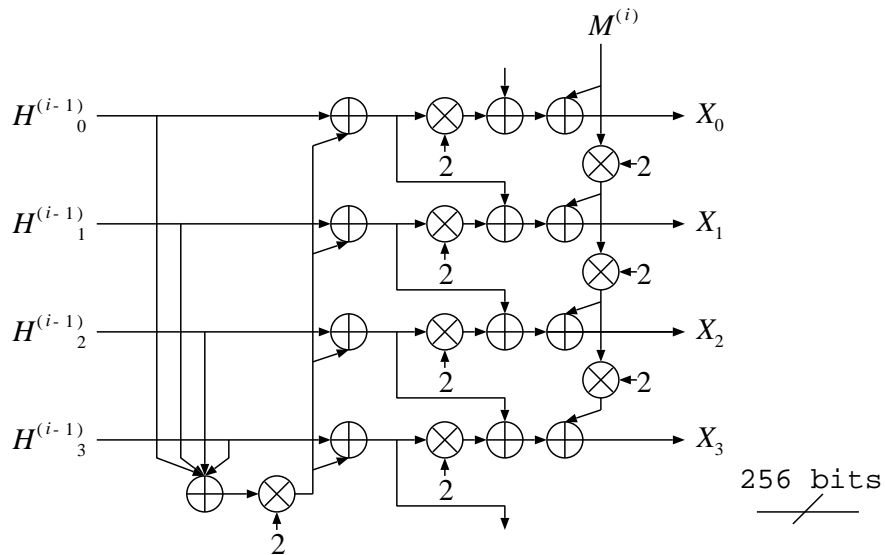 M^(i)
H^(i-1)_0 X_0
2 2
H^(i-1)_1 X_1
2 2
H^(i-1)_2 X_2
2 2
H^(i-1)_3 X_3
2
256 bits
2